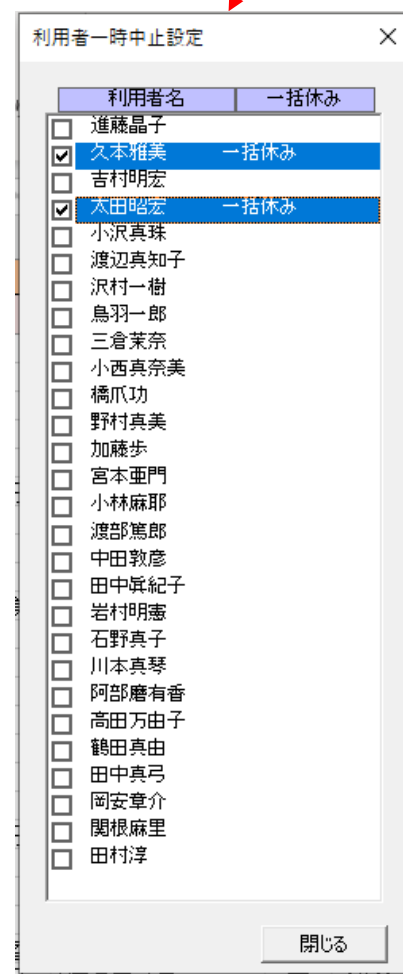 利用者一時中止設定
利用者名 一括休み
進藤晶子
久本雅美 一括休み
吉村明宏
太田昭宏 一括休み
小沢真珠
渡辺真知子
沢村一樹
鳥羽一郎
三倉茉奈
小西真奈美
橋爪功
野村真美
加藤歩
宮本亜門
小林麻耶
渡部篤郎
中田敦彦
田中眞紀子
岩村明憲
石野真子
川本真琴
阿部磨有香
高田万由子
鶴田真由
田中真弓
岡安章介
関根麻里
田村淳
閉じる